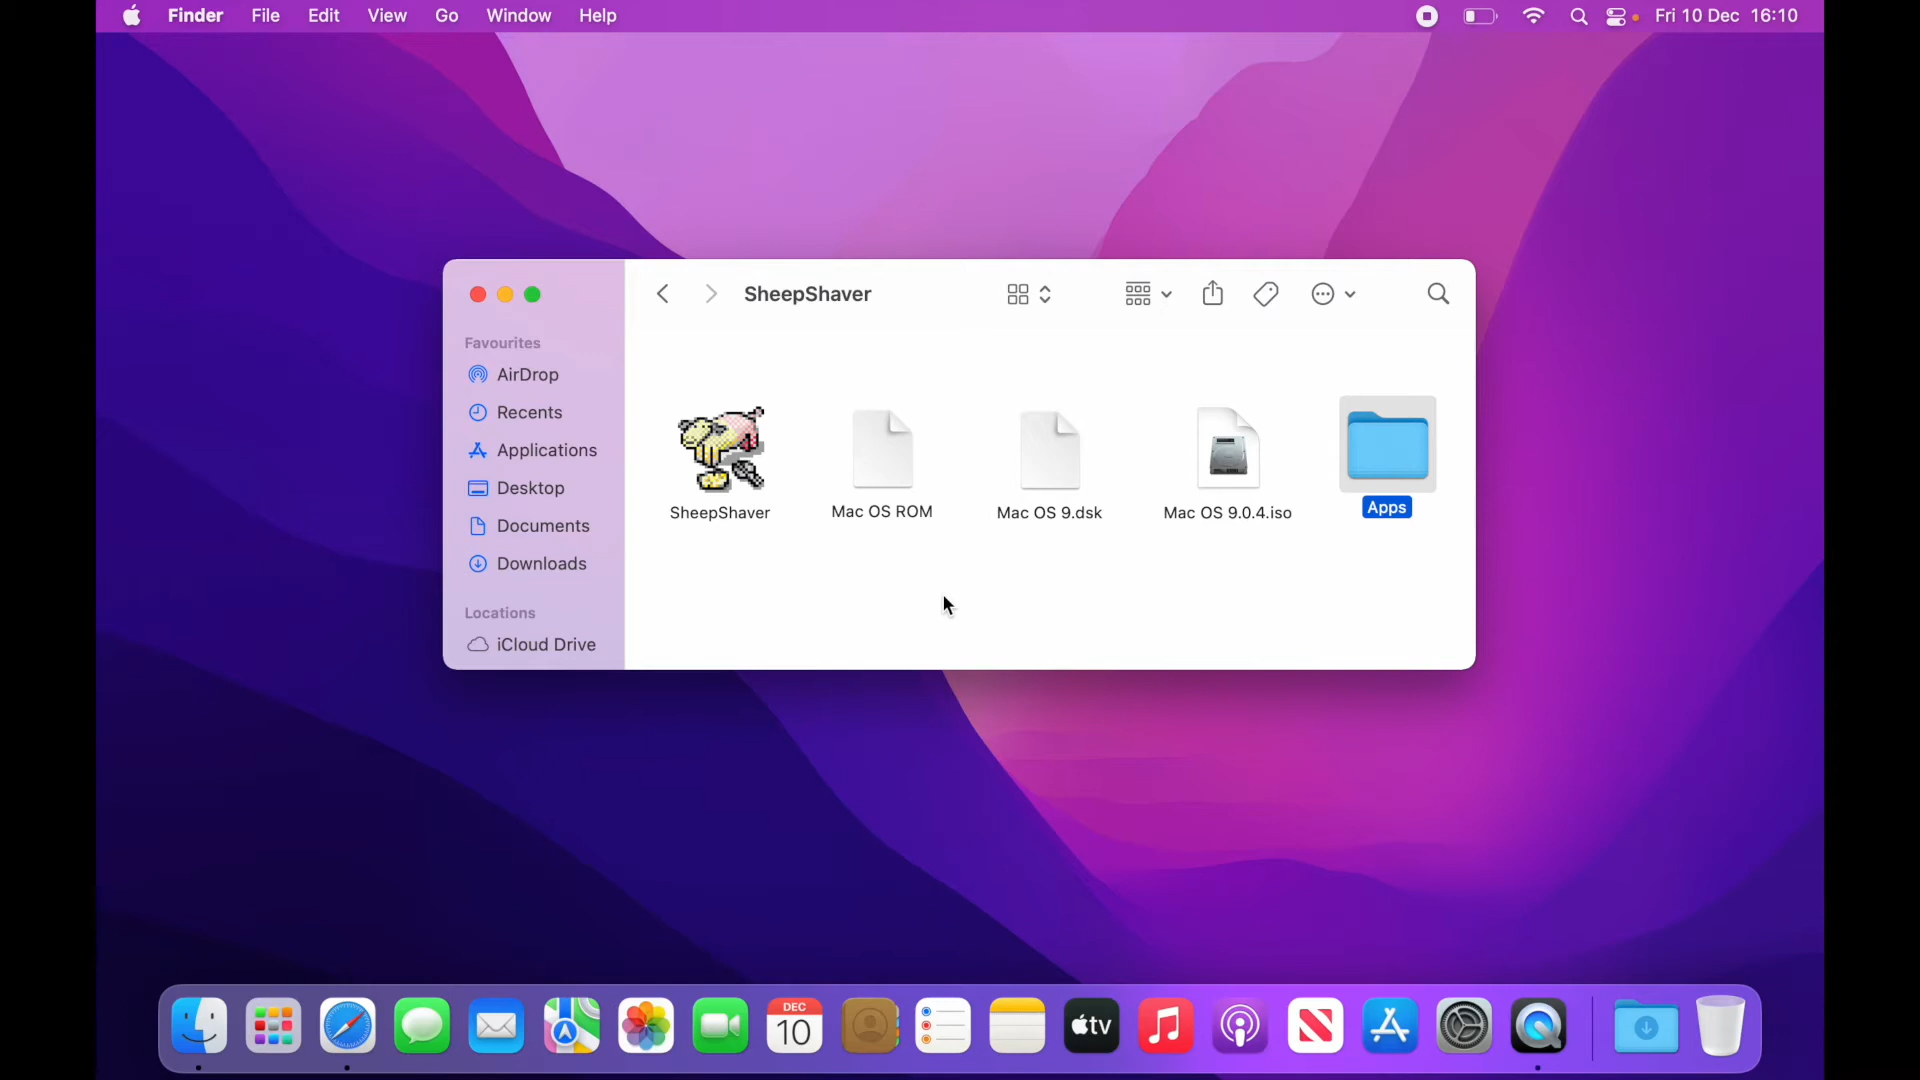 Finder File Edit View Go Window Help Fri 10 Dec 16:10
SheepShaver
Favourites
AirDrop
Recents
Applications
Desktop
Documents
Downloads
Locations
iCloud Drive
SheepShaver Mac OS ROM Mac OS 9.dsk Mac OS 9.0.4.iso Apps
DEC
10
tv